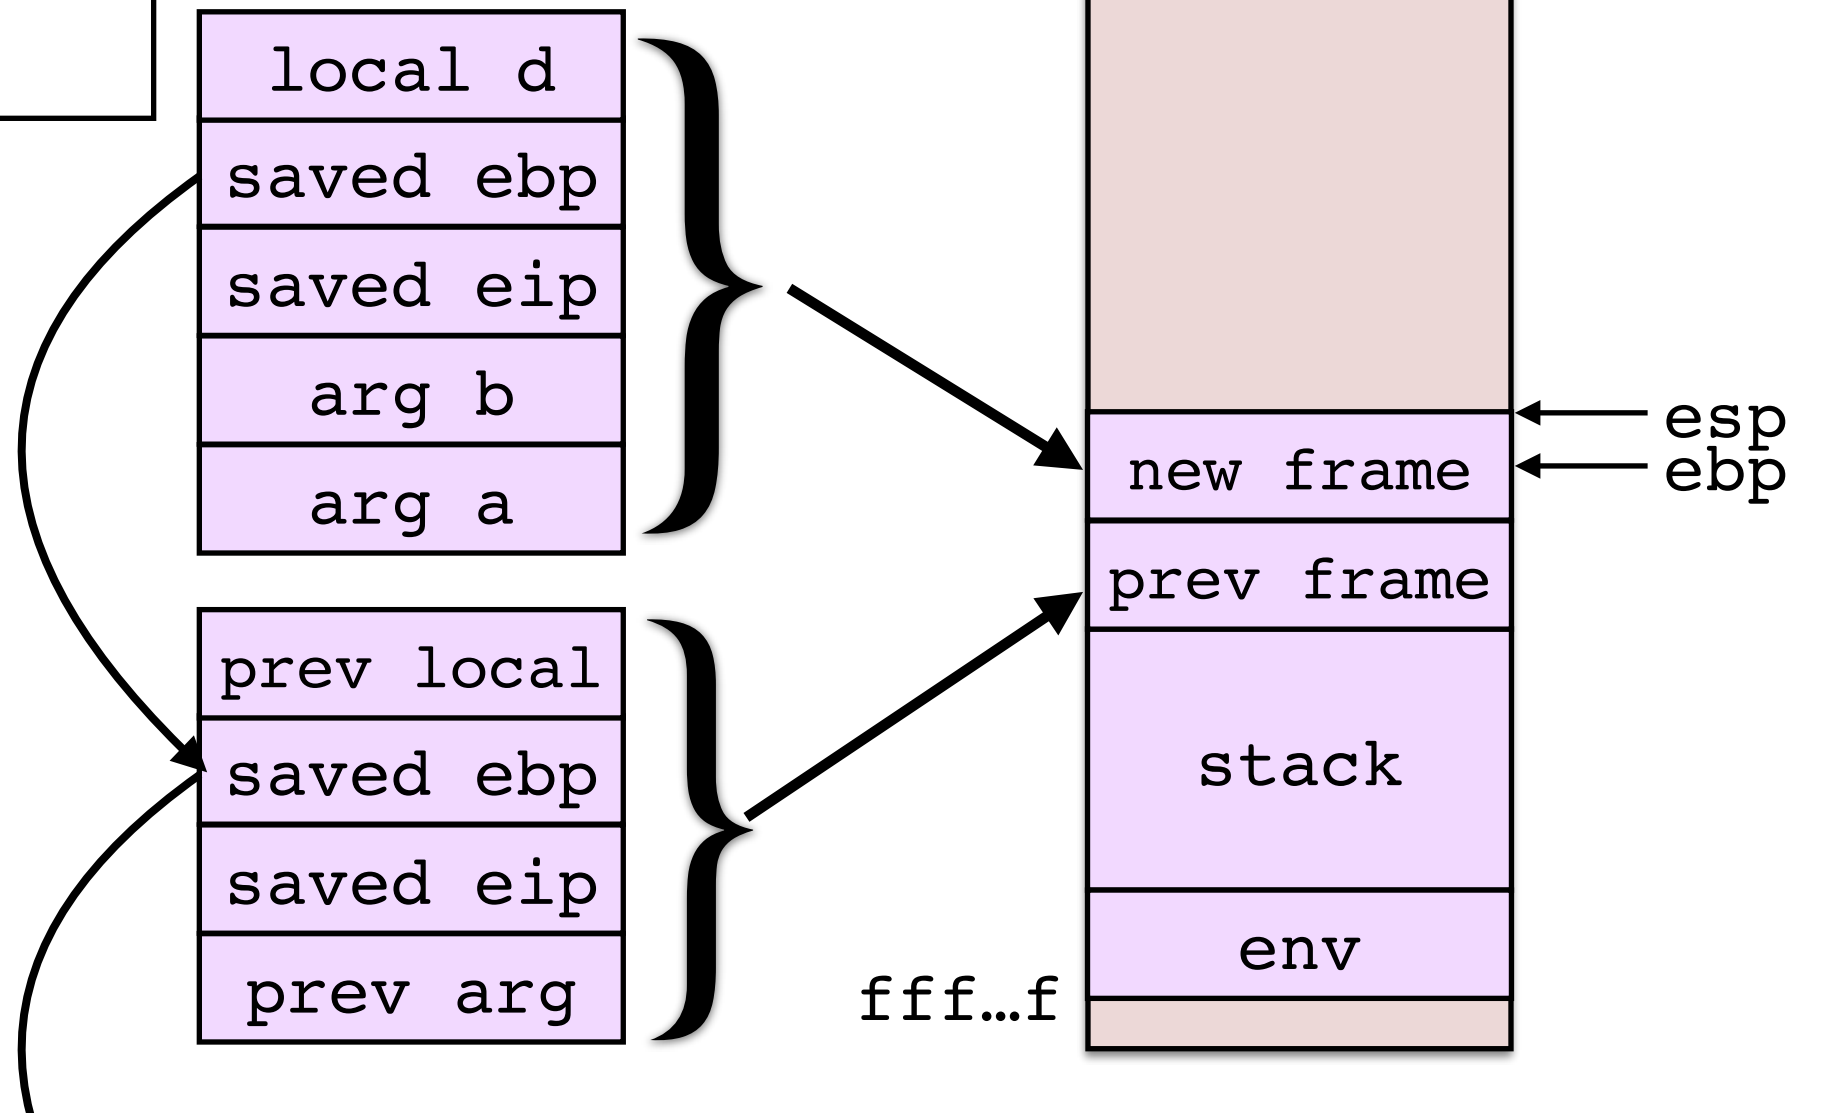 local d
saved ebp
saved eip
arg b
arg a
prev local
saved ebp
saved eip
prev arg
new frame
prev frame
stack
env
fff…f
esp
ebp